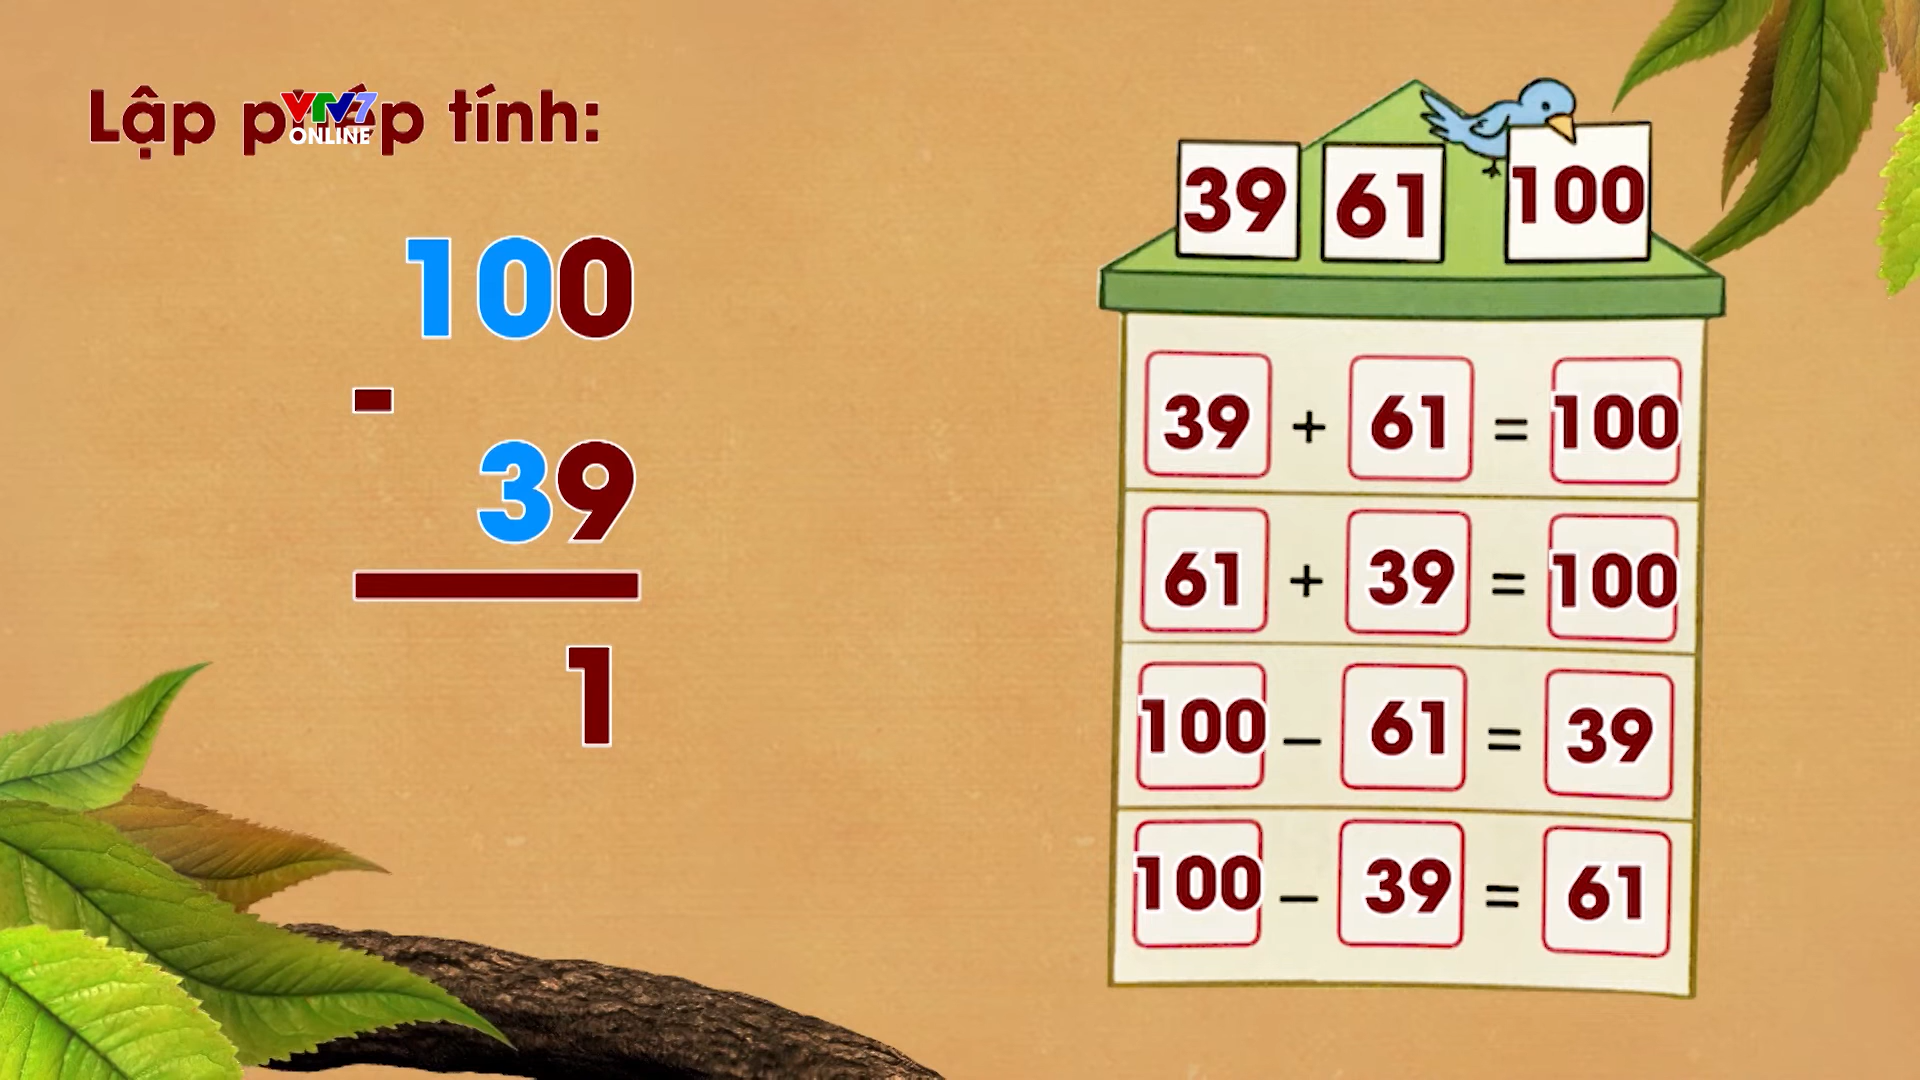 Lập phép tính:
VTV7
ONLINE
100
-
39
1
39 61 100
39 + 61 = 100
61 + 39 = 100
100 – 61 = 39
100 – 39 = 61